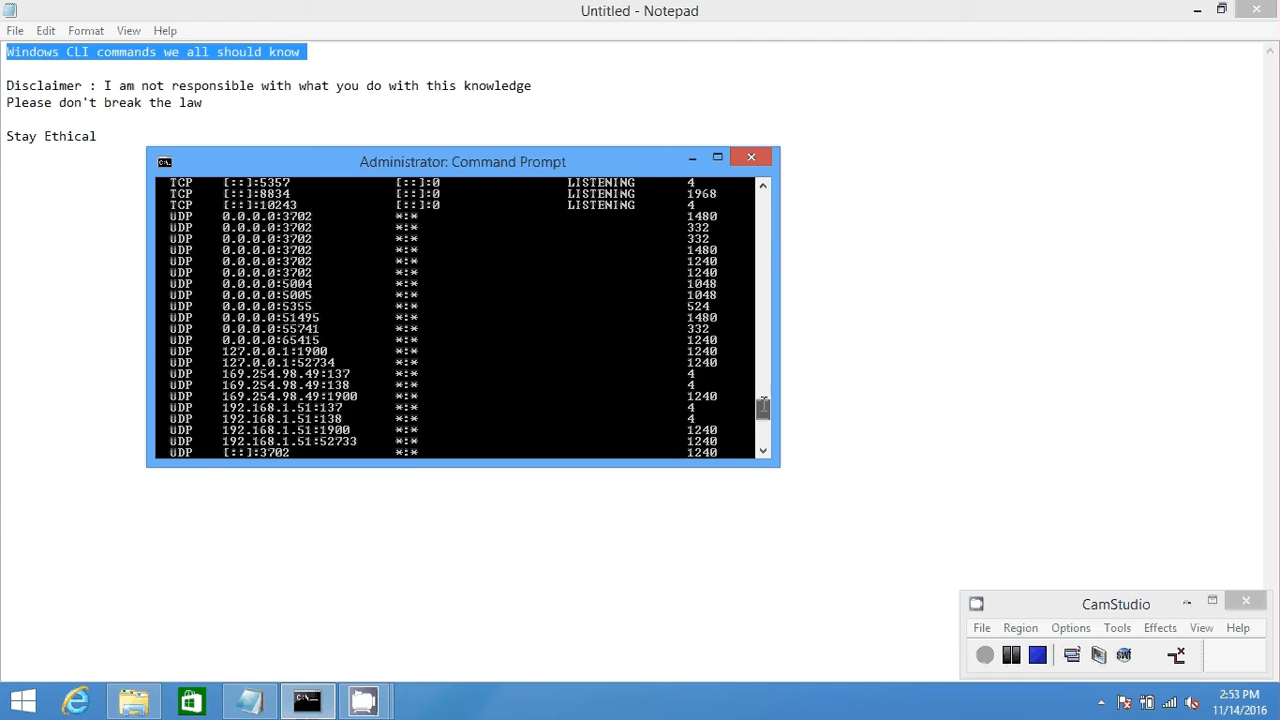 Untitled - Notepad
File Edit Format View Help
Windows CLI commands we all should know
Disclaimer : I am not responsible with what you do with this knowledge
Please don't break the law
Stay Ethical
Administrator: Command Prompt
TCP [::]:5357 [::]:0 LISTENING 4
TCP [::]:8834 [::]:0 LISTENING 1968
TCP [::]:10243 [::]:0 LISTENING 4
UDP 0.0.0.0:3702 *:* 1480
UDP 0.0.0.0:3702 *:* 332
UDP 0.0.0.0:3702 *:* 332
UDP 0.0.0.0:3702 *:* 1480
UDP 0.0.0.0:3702 *:* 1240
UDP 0.0.0.0:3702 *:* 1240
UDP 0.0.0.0:5004 *:* 1048
UDP 0.0.0.0:5005 *:* 1048
UDP 0.0.0.0:5355 *:* 524
UDP 0.0.0.0:51495 *:* 1480
UDP 0.0.0.0:55741 *:* 332
UDP 0.0.0.0:65415 *:* 1240
UDP 127.0.0.1:1900 *:* 1240
UDP 127.0.0.1:52734 *:* 1240
UDP 169.254.98.49:137 *:* 4
UDP 169.254.98.49:138 *:* 4
UDP 169.254.98.49:1900 *:* 1240
UDP 192.168.1.51:137 *:* 4
UDP 192.168.1.51:138 *:* 4
UDP 192.168.1.51:1900 *:* 1240
UDP 192.168.1.51:52733 *:* 1240
UDP [::]:3702 *:* 1240
CamStudio
File Region Options Tools Effects View Help
2:53 PM
11/14/2016